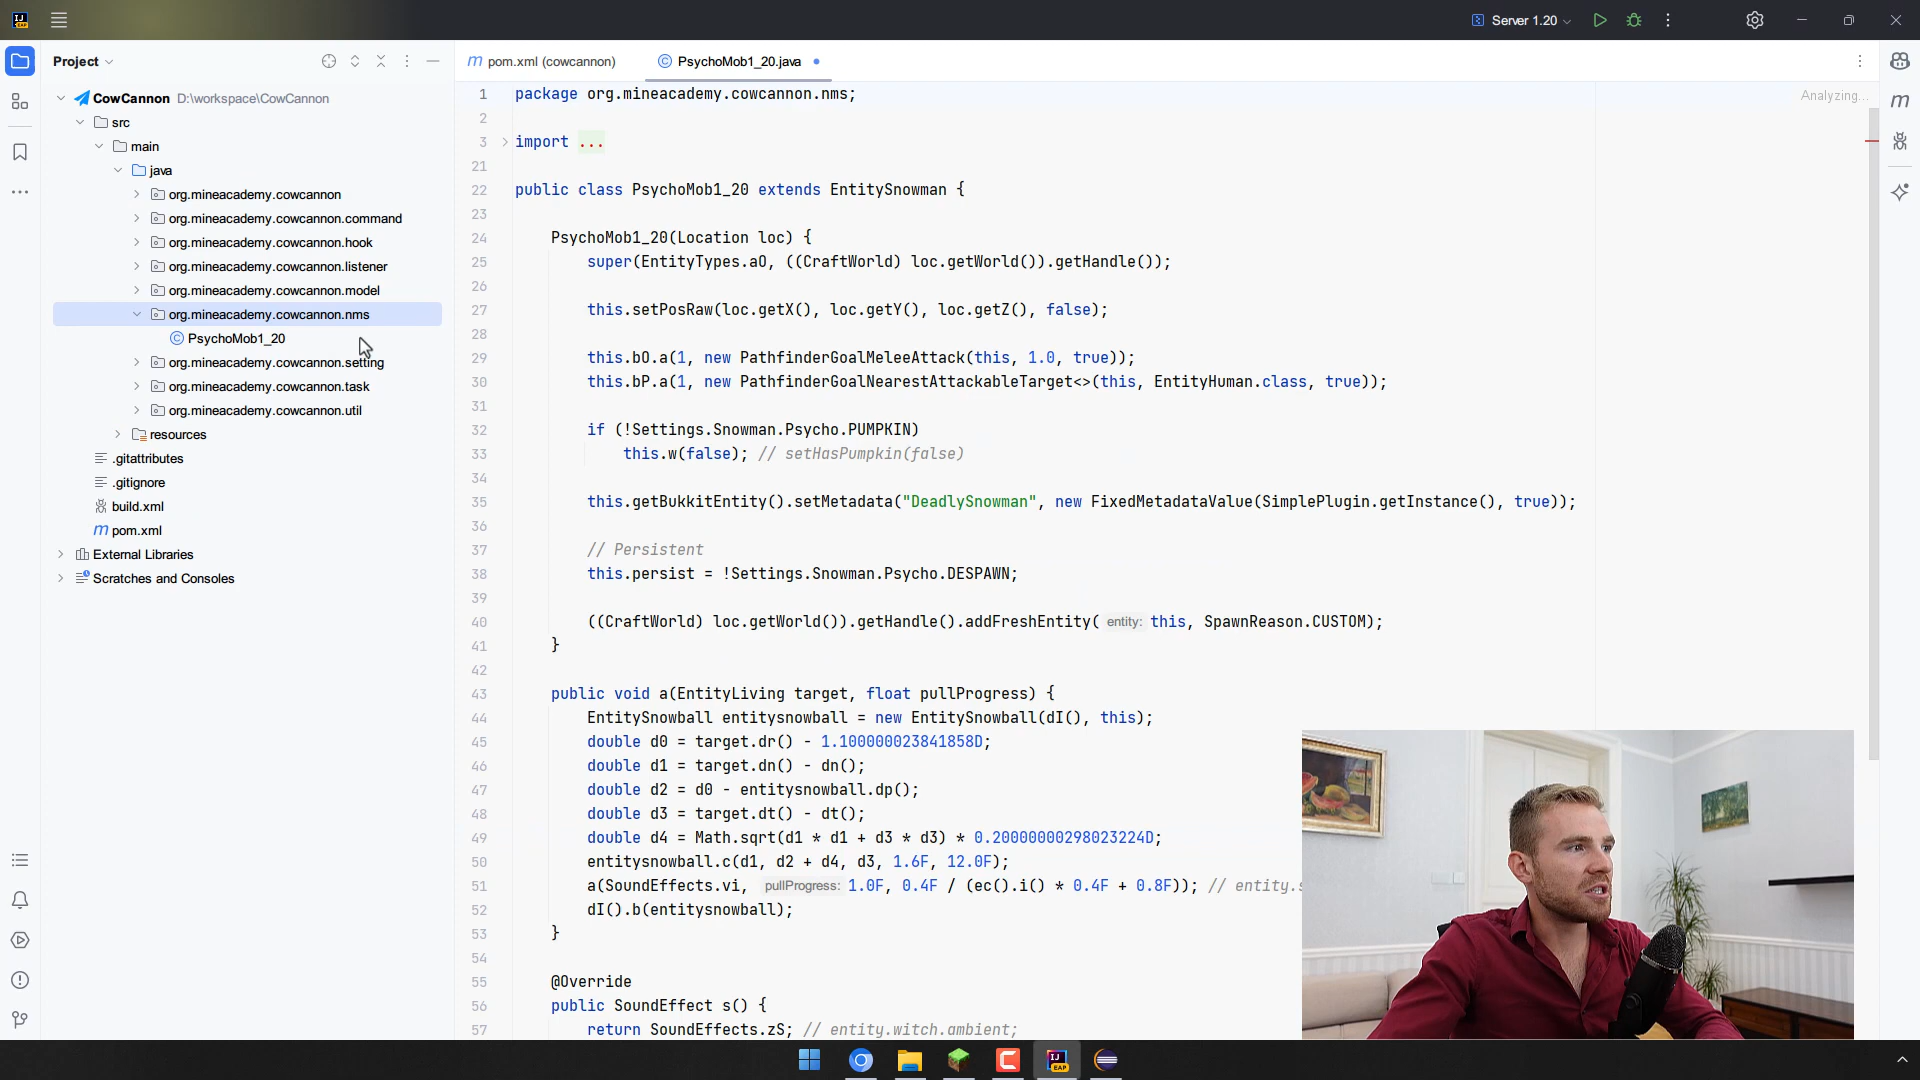 Server 1.20
Project
pom.xml (cowcannon)
PsychoMob1_20.java
Analyzing...
CowCannon D:\workspace\CowCannon
src
main
java
org.mineacademy.cowcannon
org.mineacademy.cowcannon.command
org.mineacademy.cowcannon.hook
org.mineacademy.cowcannon.listener
org.mineacademy.cowcannon.model
org.mineacademy.cowcannon.nms
PsychoMob1_20
org.mineacademy.cowcannon.setting
org.mineacademy.cowcannon.task
org.mineacademy.cowcannon.util
resources
.gitattributes
.gitignore
build.xml
pom.xml
External Libraries
Scratches and Consoles
1 package org.mineacademy.cowcannon.nms;
2
3 import ...
21
22 public class PsychoMob1_20 extends EntitySnowman {
23
24 PsychoMob1_20(Location loc) {
25 super(EntityTypes.aO, ((CraftWorld) loc.getWorld()).getHandle());
26
27 this.setPosRaw(loc.getX(), loc.getY(), loc.getZ(), false);
28
29 this.bO.a(1, new PathfinderGoalMeleeAttack(this, 1.0, true));
30 this.bP.a(1, new PathfinderGoalNearestAttackableTarget<>(this, EntityHuman.class, true));
31
32 if (!Settings.Snowman.Psycho.PUMPKIN)
33 this.w(false); // setHasPumpkin(false)
34
35 this.getBukkitEntity().setMetadata("DeadlySnowman", new FixedMetadataValue(SimplePlugin.getInstance(), true));
36
37 // Persistent
38 this.persist = !Settings.Snowman.Psycho.DESPAWN;
39
40 ((CraftWorld) loc.getWorld()).getHandle().addFreshEntity( entity: this, SpawnReason.CUSTOM);
41 }
42
43 public void a(EntityLiving target, float pullProgress) {
44 EntitySnowball entitysnowball = new EntitySnowball(dI(), this);
45 double d0 = target.dr() - 1.100000023841858D;
46 double d1 = target.dn() - dn();
47 double d2 = d0 - entitysnowball.dp();
48 double d3 = target.dt() - dt();
49 double d4 = Math.sqrt(d1 * d1 + d3 * d3) * 0.20000000298023224D;
50 entitysnowball.c(d1, d2 + d4, d3, 1.6F, 12.0F);
51 a(SoundEffects.vi, pullProgress: 1.0F, 0.4F / (ec().i() * 0.4F + 0.8F)); // entity.s
52 dI().b(entitysnowball);
53 }
54
55 @Override
56 public SoundEffect s() {
57 return SoundEffects.zS; // entity.witch.ambient;